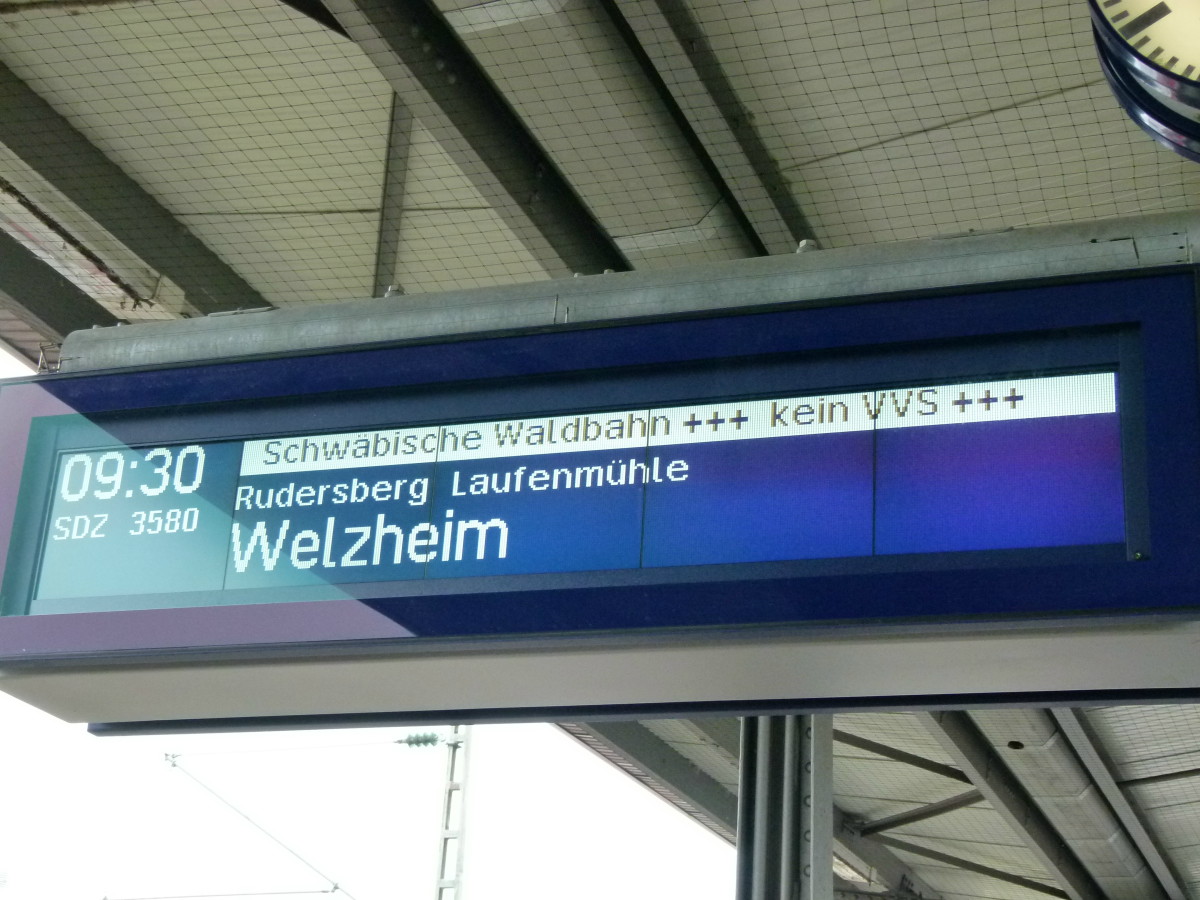 Schwäbische Waldbahn +++ kein VVS +++
09:30 Rudersberg Laufenmühle
SDZ 3580 Welzheim